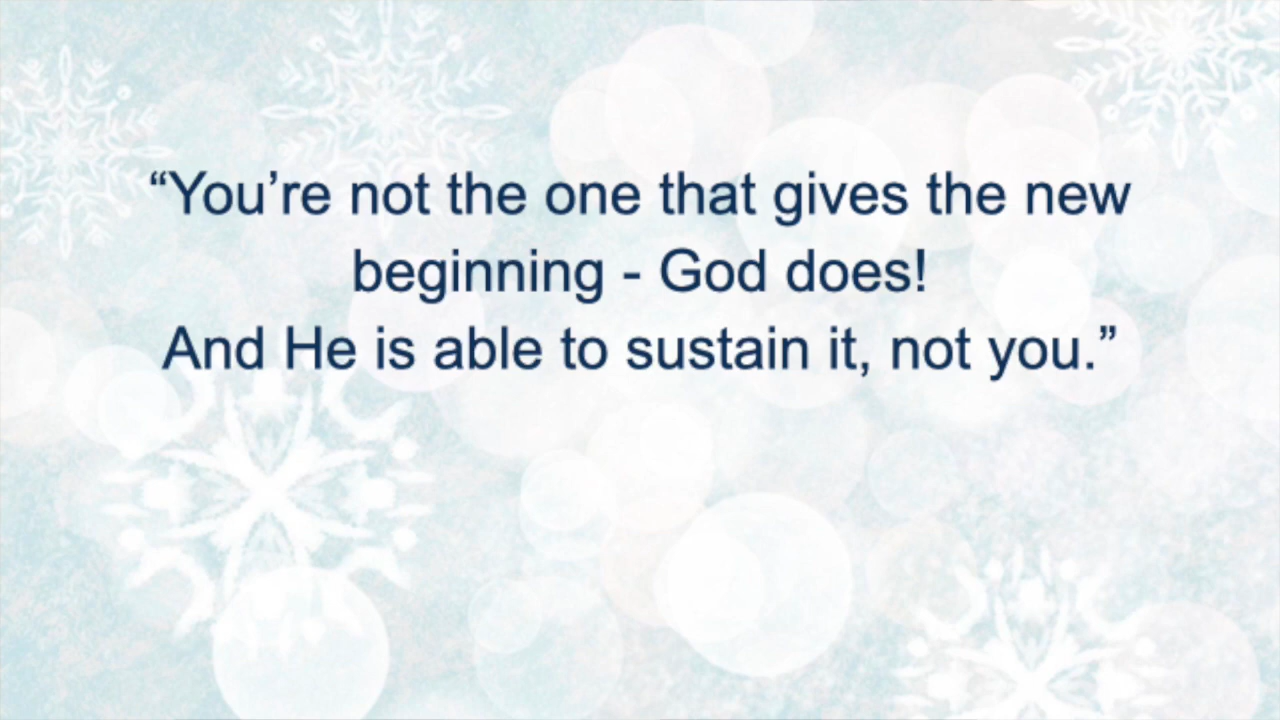 “You’re not the one that gives the new
beginning - God does!
And He is able to sustain it, not you.”